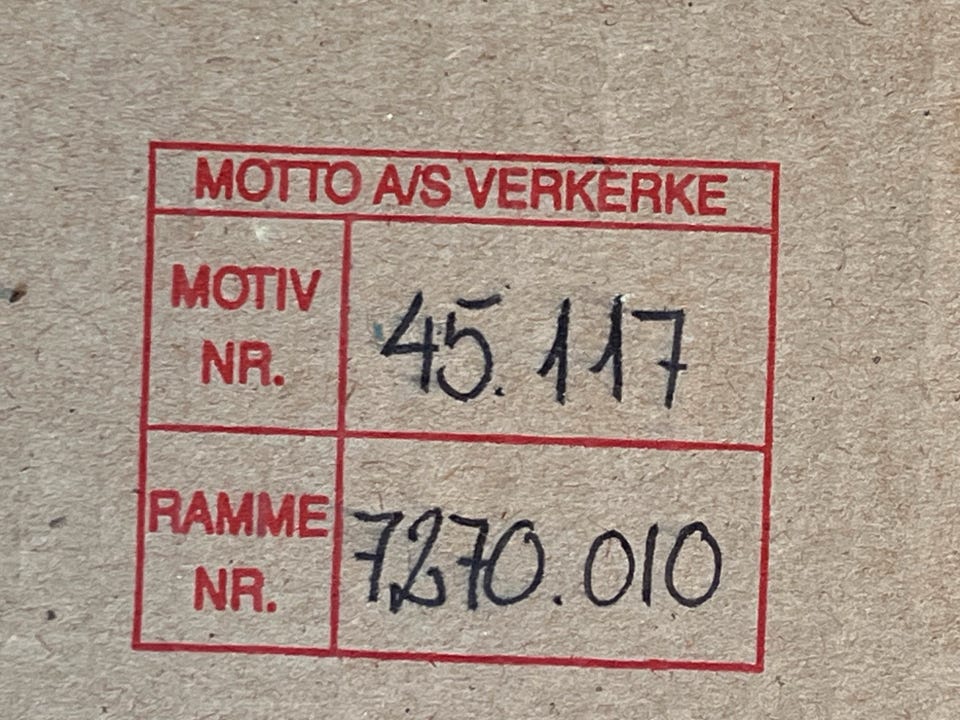 MOTTO A/S VERKERKE
MOTIV
NR.
45.117
RAMME
NR.
7270.010